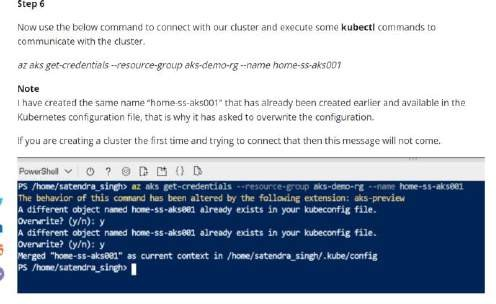 Step 6
Now use the below command to connect with our cluster and execute some kubectl commands to
communicate with the cluster.
az aks get-credentials --resource-group aks-demo-rg --name home-ss-aks001
Note
I have created the same name “home-ss-aks001” that has already been created earlier and available in the
Kubernetes configuration file, that is why it has asked to overwrite the configuration.
If you are creating a cluster the first time and trying to connect that then this message will not come.
PowerShell
PS /home/satendra_singh> az aks get-credentials --resource-group aks-demo-rg --name home-ss-aks001
The behavior of this command has been altered by the following extension: aks-preview
A different object named home-ss-aks001 already exists in your kubeconfig file.
Overwrite? (y/n): y
A different object named home-ss-aks001 already exists in your kubeconfig file.
Overwrite? (y/n): y
Merged "home-ss-aks001" as current context in /home/satendra_singh/.kube/config
PS /home/satendra_singh>